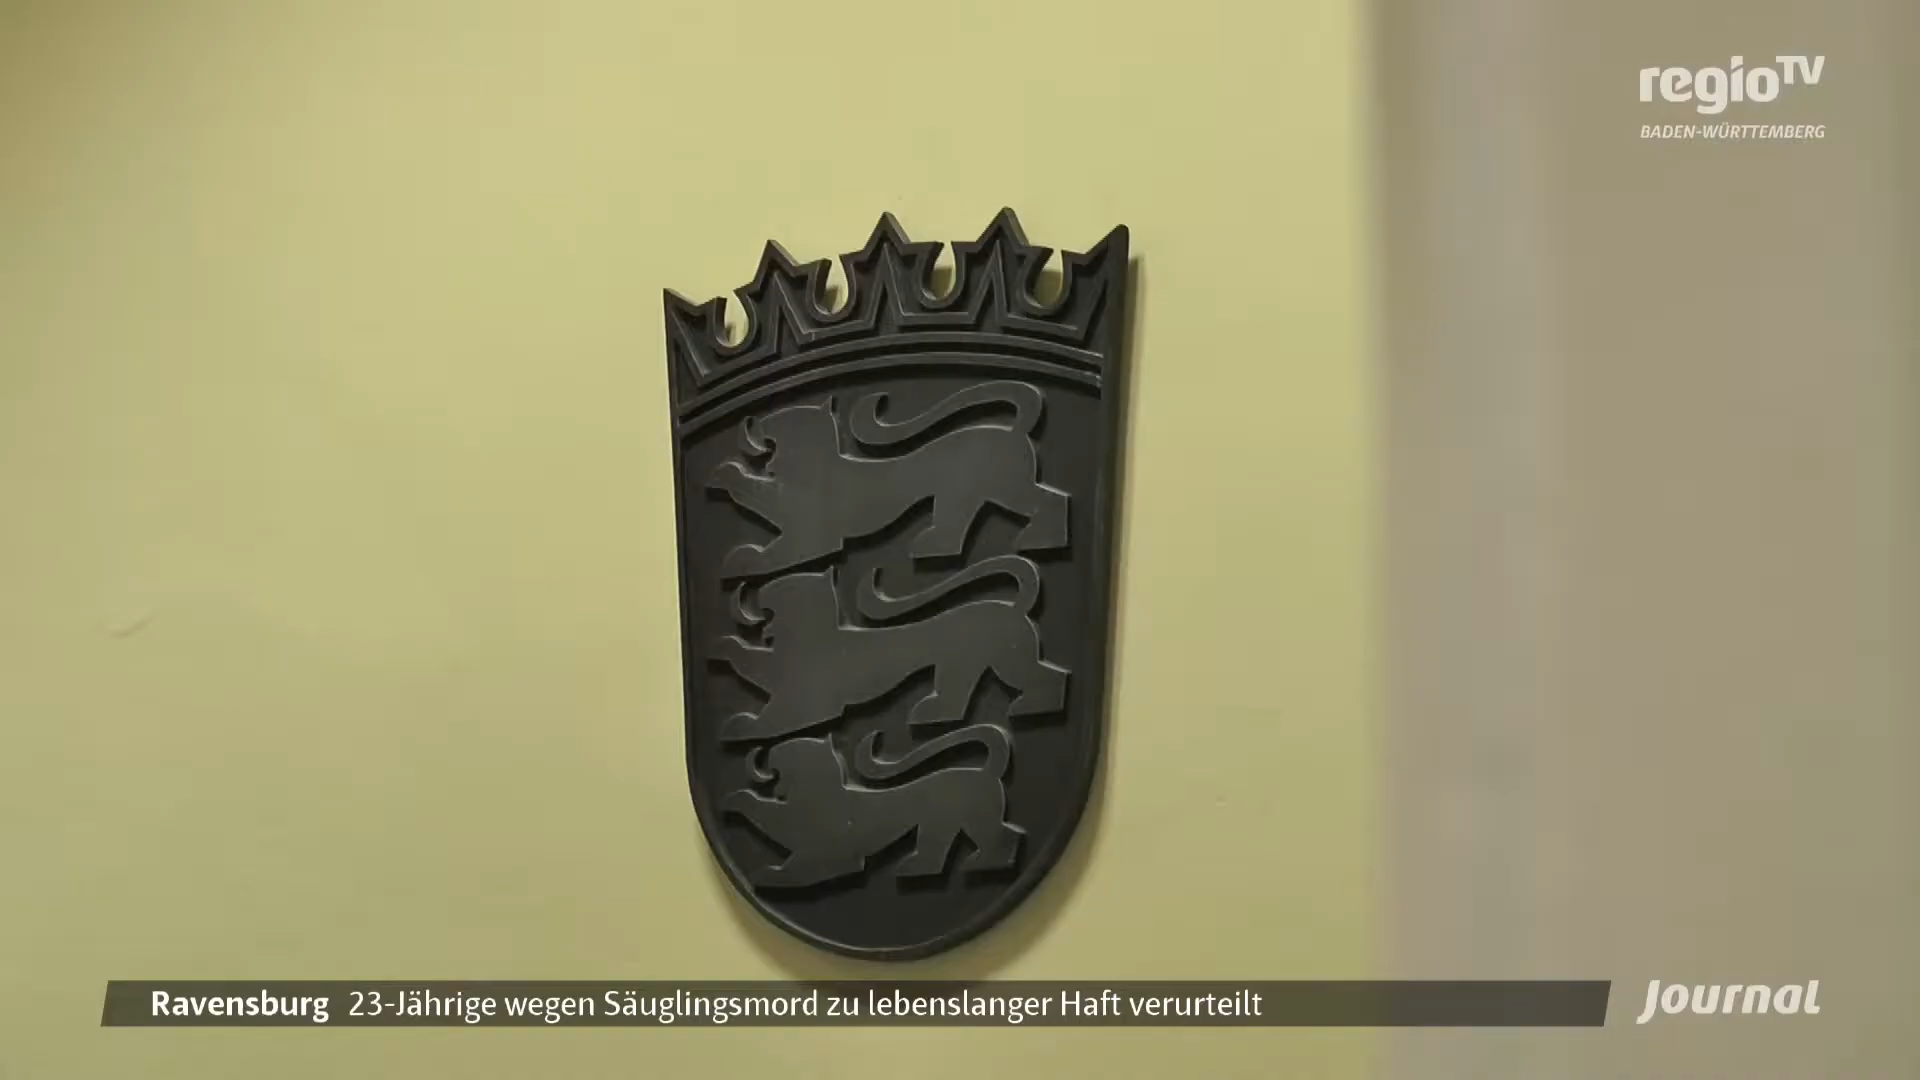 regioTV
BADEN-WÜRTTEMBERG
Ravensburg 23-Jährige wegen Säuglingsmord zu lebenslanger Haft verurteilt
Journal